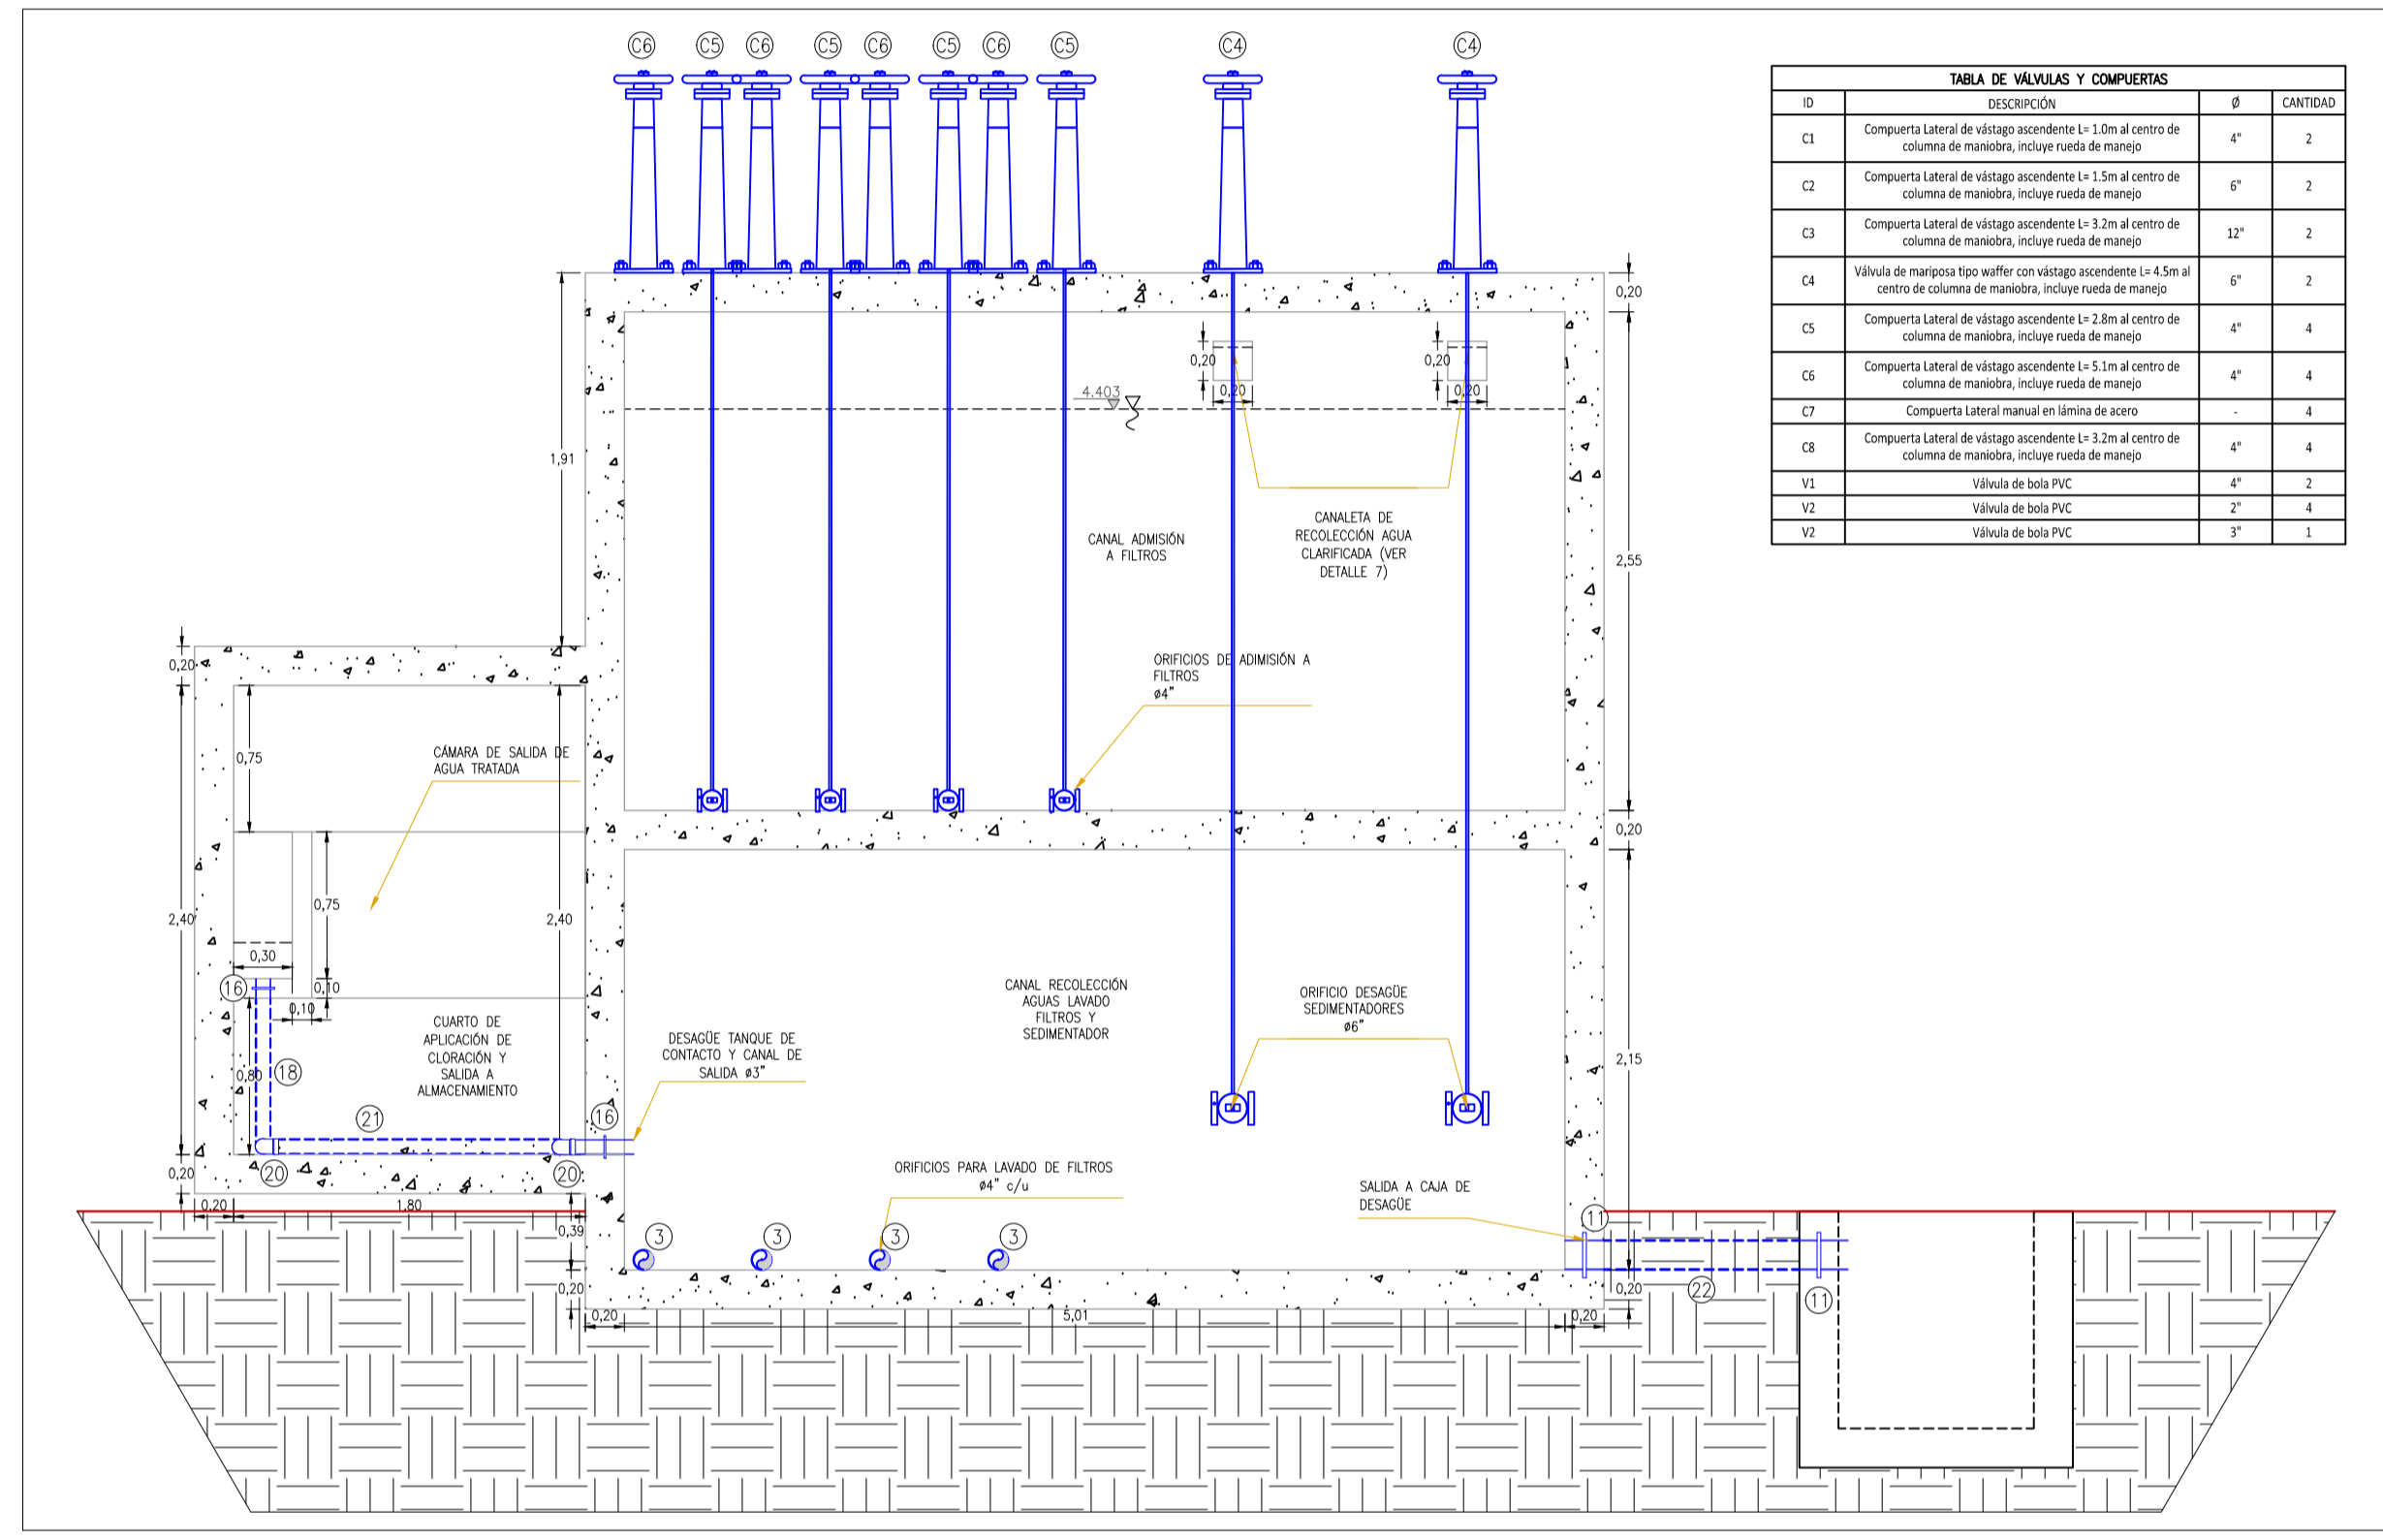 C6 C5 C6 C5 C6 C5 C6 C5 C4 C4
TABLA DE VÁLVULAS Y COMPUERTAS
ID DESCRIPCIÓN Ø CANTIDAD
C1 Compuerta Lateral de vástago ascendente L= 1.0m al centro de
columna de maniobra, incluye rueda de manejo 4" 2
C2 Compuerta Lateral de vástago ascendente L= 1.5m al centro de
columna de maniobra, incluye rueda de manejo 6" 2
C3 Compuerta Lateral de vástago ascendente L= 3.2m al centro de
columna de maniobra, incluye rueda de manejo 12" 2
C4 Válvula de mariposa tipo waffer con vástago ascendente L= 4.5m al
centro de columna de maniobra, incluye rueda de manejo 6" 2
C5 Compuerta Lateral de vástago ascendente L= 2.8m al centro de
columna de maniobra, incluye rueda de manejo 4" 4
C6 Compuerta Lateral de vástago ascendente L= 5.1m al centro de
columna de maniobra, incluye rueda de manejo 4" 4
C7 Compuerta Lateral manual en lámina de acero - 4
C8 Compuerta Lateral de vástago ascendente L= 3.2m al centro de
columna de maniobra, incluye rueda de manejo 4" 4
V1 Válvula de bola PVC 4" 2
V2 Válvula de bola PVC 2" 4
V2 Válvula de bola PVC 3" 1
0,20
0,20
0,20
0,20
0,20
4.403
1,91
CANALETA DE
RECOLECCIÓN AGUA
CLARIFICADA (VER
DETALLE 7)
CANAL ADMISIÓN
A FILTROS
2,55
ORIFICIOS DE ADIMISIÓN A
FILTROS
ø4"
0,20
0,75
CÁMARA DE SALIDA DE
AGUA TRATADA
0,20
2,40
0,75
2,40
0,30
16
0,10
0,10
CANAL RECOLECCIÓN
AGUAS LAVADO
FILTROS Y
SEDIMENTADOR
ORIFICIO DESAGÜE
SEDIMENTADORES
ø6"
CUARTO DE
APLICACIÓN DE
CLORACIÓN Y
SALIDA A
ALMACENAMIENTO
DESAGÜE TANQUE DE
CONTACTO Y CANAL DE
SALIDA ø3"
2,15
0,80
18
21
16
20
20
0,20
ORIFICIOS PARA LAVADO DE FILTROS
ø4" c/u
SALIDA A CAJA DE
DESAGÜE
0,20
1,80
0,39
3 3 3 3
11
0,20
0,20
22
11
0,20
5,01
0,20